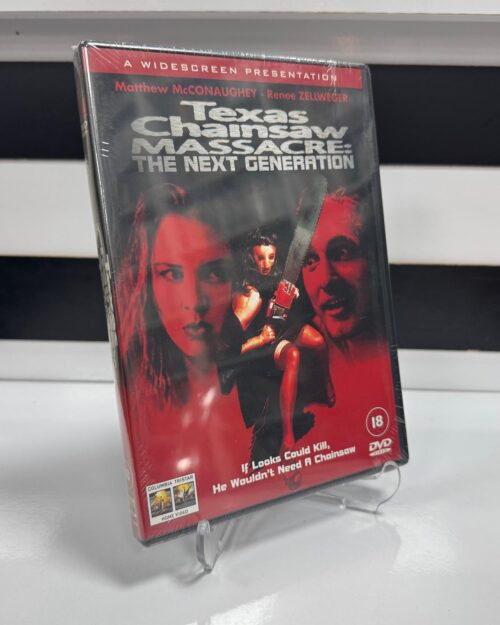 A WIDESCREEN PRESENTATION
Matthew McCONAUGHEY · Renee ZELLWEGER
Texas
Chainsaw
MASSACRE:
THE NEXT GENERATION
18
DVD
If Looks Could Kill,
He Wouldn't Need A Chainsaw
COLUMBIA TRISTAR
HOME VIDEO